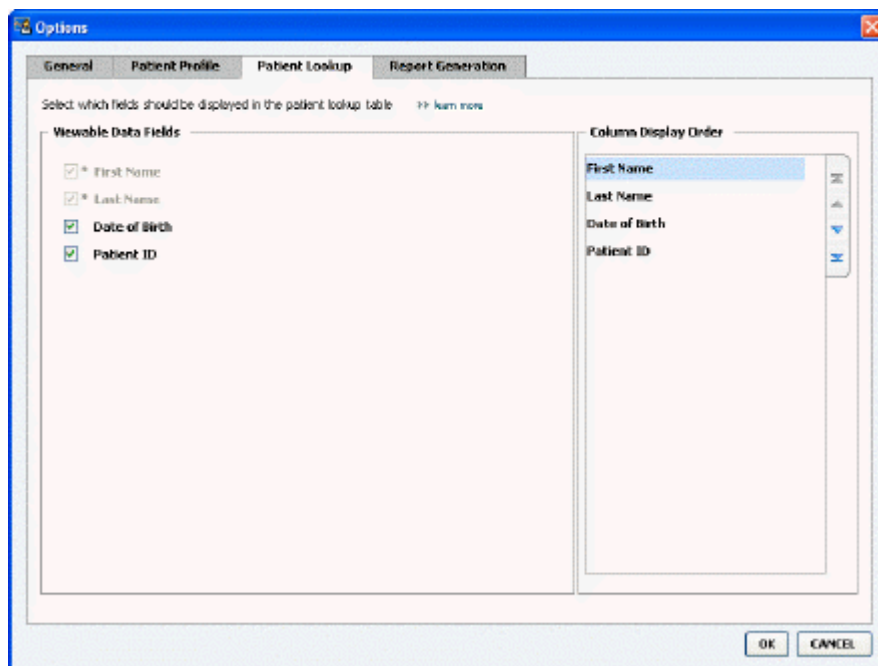 Options
General Patient Profile Patient Lookup Report Generation
Select which fields should be displayed in the patient lookup table >> learn more
Viewable Data Fields
* First Name
* Last Name
Date of Birth
Patient ID
Column Display Order
First Name
Last Name
Date of Birth
Patient ID
OK CANCEL